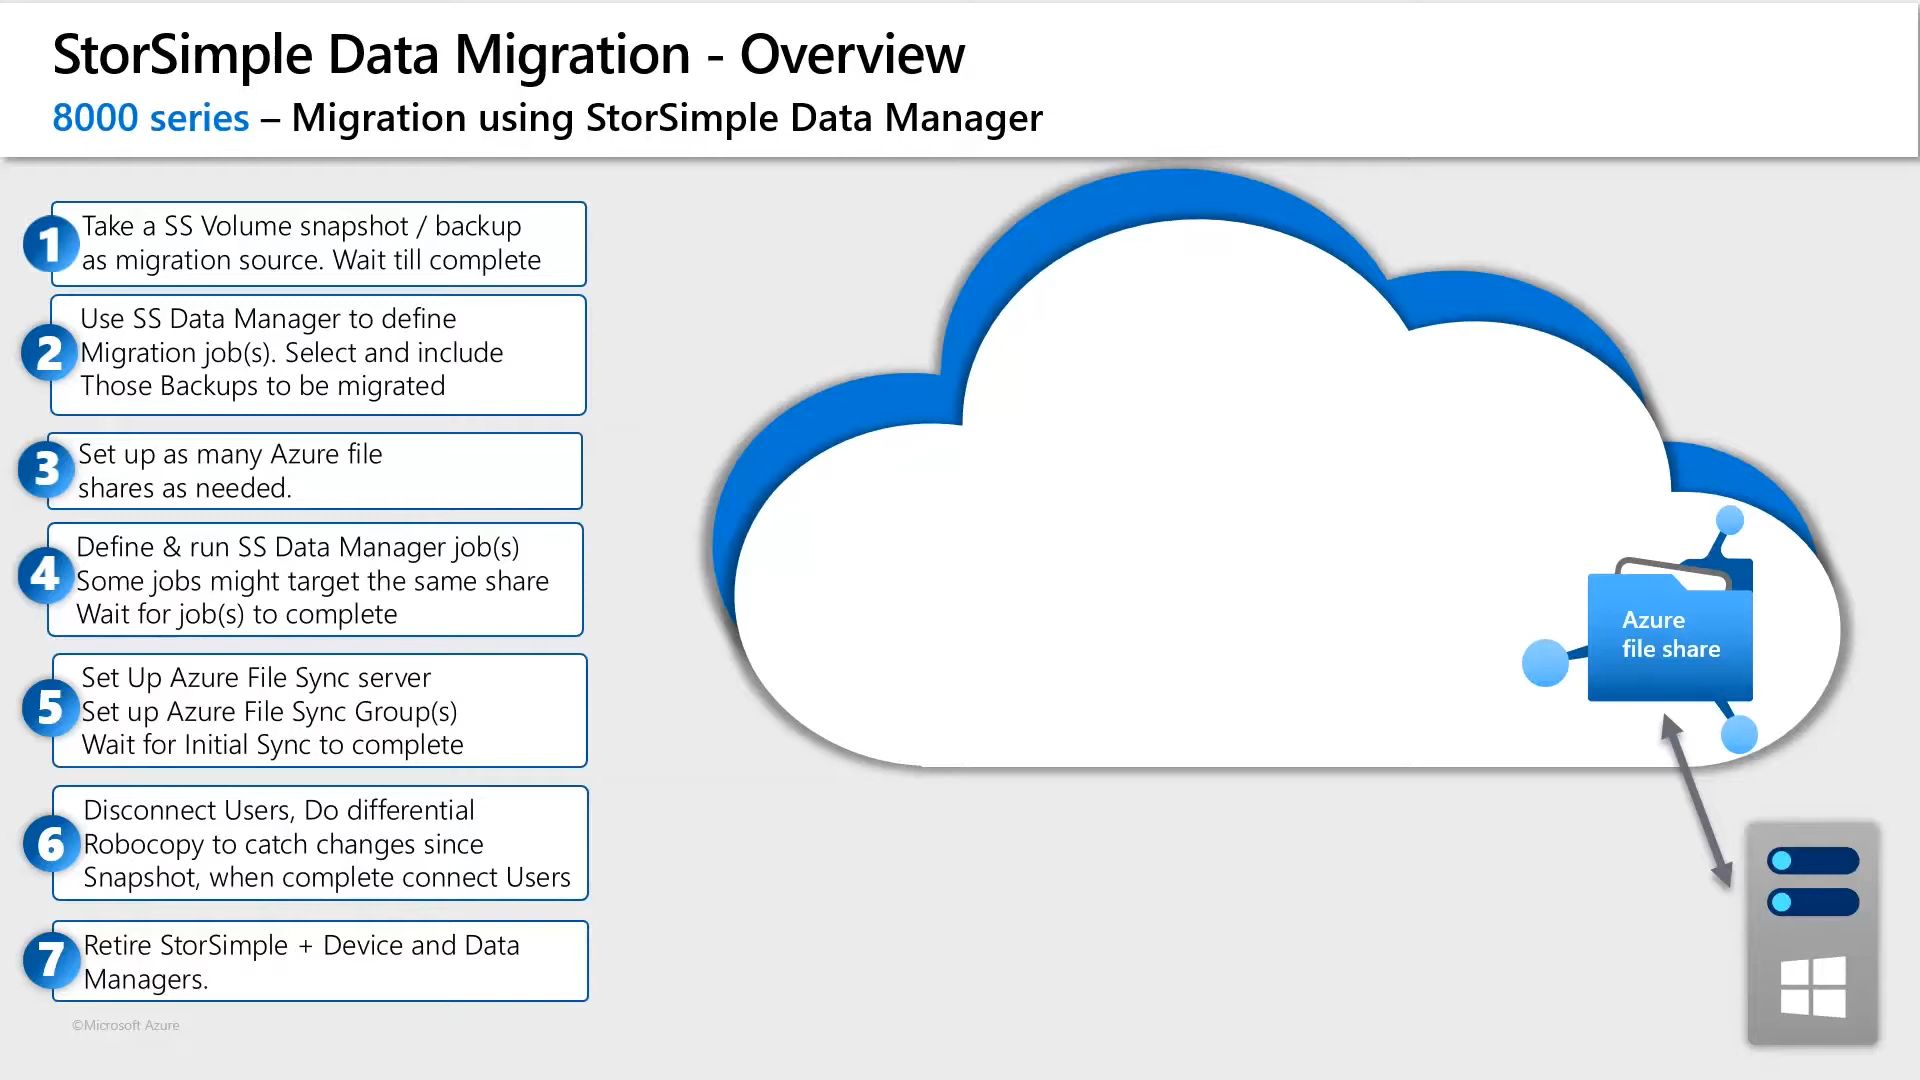 StorSimple Data Migration - Overview
8000 series – Migration using StorSimple Data Manager
1
Take a SS Volume snapshot / backup
as migration source. Wait till complete
2
Use SS Data Manager to define
Migration job(s). Select and include
Those Backups to be migrated
3
Set up as many Azure file
shares as needed.
4
Define & run SS Data Manager job(s)
Some jobs might target the same share
Wait for job(s) to complete
5
Set Up Azure File Sync server
Set up Azure File Sync Group(s)
Wait for Initial Sync to complete
6
Disconnect Users, Do differential
Robocopy to catch changes since
Snapshot, when complete connect Users
7
Retire StorSimple + Device and Data
Managers.
Azure
file share
©Microsoft Azure